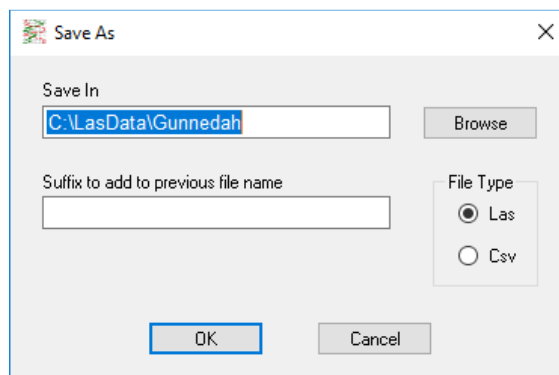 Save As
Save In
C:\LasData\Gunnedah
Browse
Suffix to add to previous file name
File Type
Las
Csv
OK
Cancel